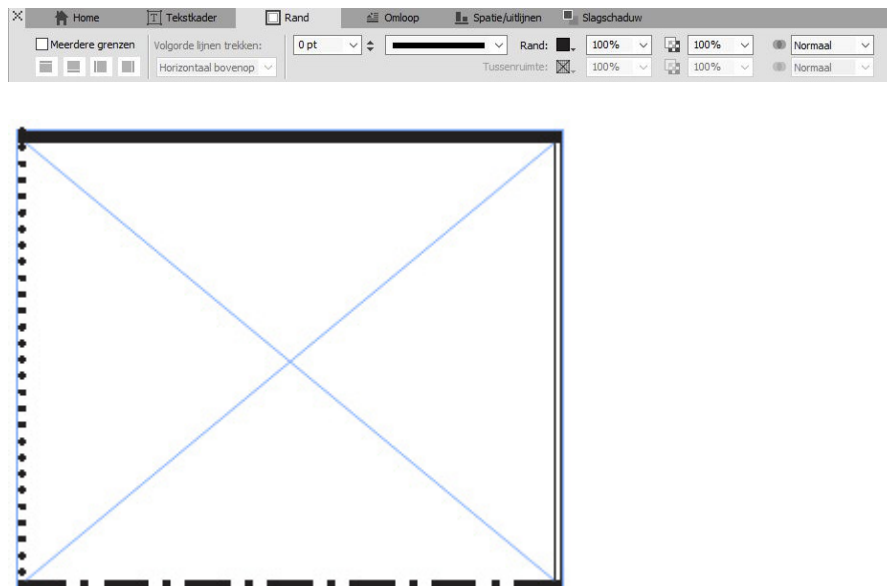 Home Tekstkader Rand Omloop Spatie/uitlijnen Slagschaduw
Meerdere grenzen Volgorde lijnen trekken: 0 pt Rand: 100% 100% Normaal
Horizontaal bovenop Tussenruimte: 100% 100% Normaal